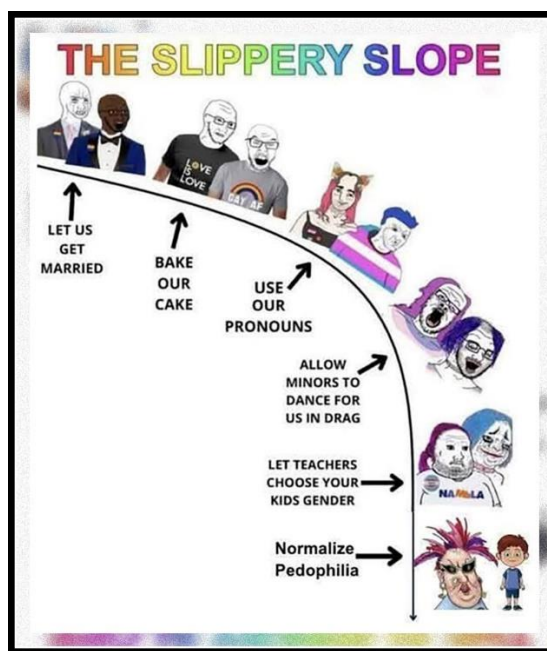 THE SLIPPERY SLOPE
LET US
GET
MARRIED
LOVE
IS
LOVE
GAY AF
BAKE
OUR
CAKE
USE
OUR
PRONOUNS
ALLOW
MINORS TO
DANCE FOR
US IN DRAG
LET TEACHERS
CHOOSE YOUR
KIDS GENDER
NAMbLA
Normalize
Pedophilia